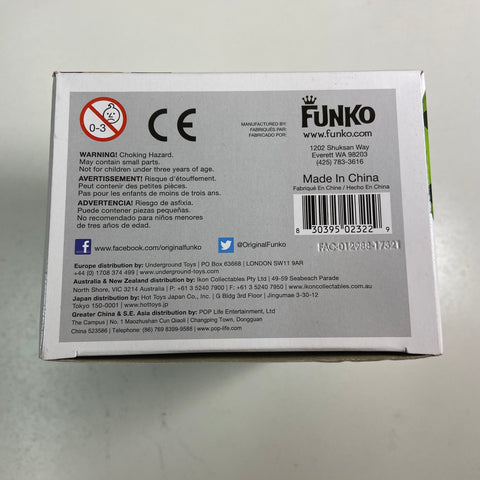 0-3
CE
MANUFACTURED BY:
FABRIQUÉS PAR:
FABRICADO POR:
FUNKO
www.funko.com
1202 Shuksan Way
Everett WA 98203
(425) 783-3616
WARNING! Choking Hazard.
May contain small parts.
Not for children under three years of age.
AVERTISSEMENT! Risque d'étouffement.
Peut contenir des petites pièces.
Pas pour les enfants de moins de trois ans.
ADVERTENCIA! Riesgo de asfixia.
Puede contener piezas pequeñas.
No recomendado para niños menores
de tres años de edad.
Made In China
Fabriqué En Chine / Hecho En China
8 30395 02322 9
FAC-012988-17321
f www.facebook.com/originalfunko
@OriginalFunko
Europe distribution by: Underground Toys | PO Box 63668 | LONDON SW11 9AR
+44 (0) 1708 374 499 | www.underground-toys.com
Australia & New Zealand distribution by: Ikon Collectables Pty Ltd | 49-59 Seabeach Parade
North Shore, VIC 3214 Australia | P: +61 3 5240 7900 | F: +61 3 5240 7950 | www.ikoncollectables.com.au
Japan distribution by: Hot Toys Japan Co., Inc. | G Bldg 3rd Floor | Jingumae 3-30-12
Tokyo 150-0001 | www.hottoys.jp
Greater China & S.E. Asia distribution by: POP Life Entertainment, Ltd
The Campus | No. 1 Maozhushan Cun Qiaoli | Changping Town, Dongguan
China 523586 | Telephone: (86) 769 8399-9588 | www.pop-life.com